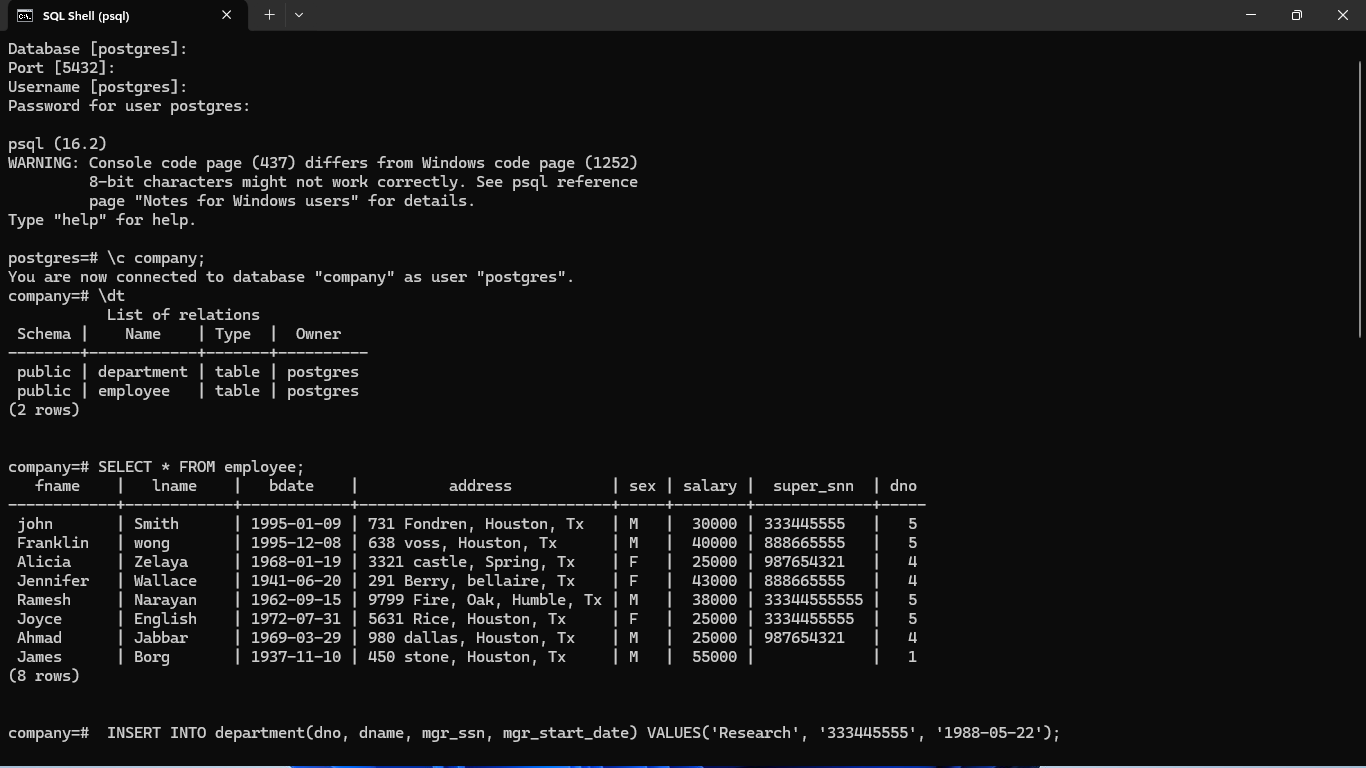 SQL Shell (psql)
Database [postgres]:
Port [5432]:
Username [postgres]:
Password for user postgres:
psql (16.2)
WARNING: Console code page (437) differs from Windows code page (1252)
         8-bit characters might not work correctly. See psql reference
         page "Notes for Windows users" for details.
Type "help" for help.
postgres=# \c company;
You are now connected to database "company" as user "postgres".
company=# \dt
           List of relations
 Schema |    Name    | Type  |  Owner
--------+------------+-------+----------
 public | department | table | postgres
 public | employee   | table | postgres
(2 rows)
company=# SELECT * FROM employee;
   fname    |   lname    |   bdate    |          address           | sex | salary |  super_snn  | dno
------------+------------+------------+----------------------------+-----+--------+-------------+-----
 john       | Smith      | 1995-01-09 | 731 Fondren, Houston, Tx   | M   |  30000 | 333445555   |   5
 Franklin   | wong       | 1995-12-08 | 638 voss, Houston, Tx      | M   |  40000 | 888665555   |   5
 Alicia     | Zelaya     | 1968-01-19 | 3321 castle, Spring, Tx    | F   |  25000 | 987654321   |   4
 Jennifer   | Wallace    | 1941-06-20 | 291 Berry, bellaire, Tx    | F   |  43000 | 888665555   |   4
 Ramesh     | Narayan    | 1962-09-15 | 9799 Fire, Oak, Humble, Tx | M   |  38000 | 33344555555 |   5
 Joyce      | English    | 1972-07-31 | 5631 Rice, Houston, Tx     | F   |  25000 | 3334455555  |   5
 Ahmad      | Jabbar     | 1969-03-29 | 980 dallas, Houston, Tx    | M   |  25000 | 987654321   |   4
 James      | Borg       | 1937-11-10 | 450 stone, Houston, Tx     | M   |  55000 |             |   1
(8 rows)
company=#  INSERT INTO department(dno, dname, mgr_ssn, mgr_start_date) VALUES('Research', '333445555', '1988-05-22');